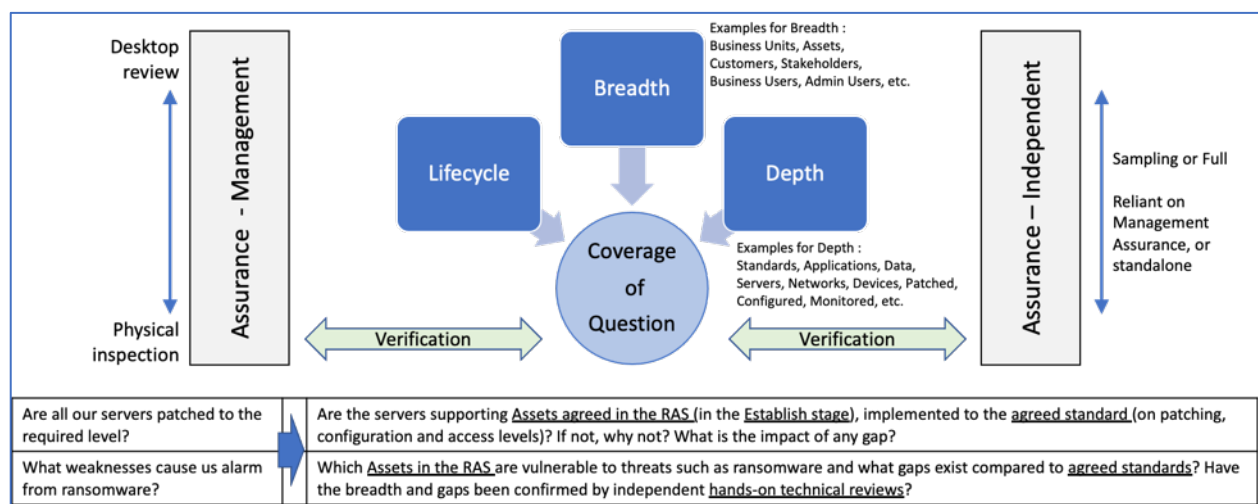 Desktop
review
Physical
inspection
Assurance - Management
Lifecycle
Breadth
Depth
Examples for Breadth :
Business Units, Assets,
Customers, Stakeholders,
Business Users, Admin Users, etc.
Coverage
of
Question
Examples for Depth :
Standards, Applications, Data,
Servers, Networks, Devices, Patched,
Configured, Monitored, etc.
Verification
Verification
Assurance – Independent
Sampling or Full
Reliant on
Management
Assurance, or
standalone
Are all our servers patched to the
required level?
Are the servers supporting Assets agreed in the RAS (in the Establish stage), implemented to the agreed standard (on patching,
configuration and access levels)? If not, why not? What is the impact of any gap?
What weaknesses cause us alarm
from ransomware?
Which Assets in the RAS are vulnerable to threats such as ransomware and what gaps exist compared to agreed standards? Have
the breadth and gaps been confirmed by independent hands-on technical reviews?